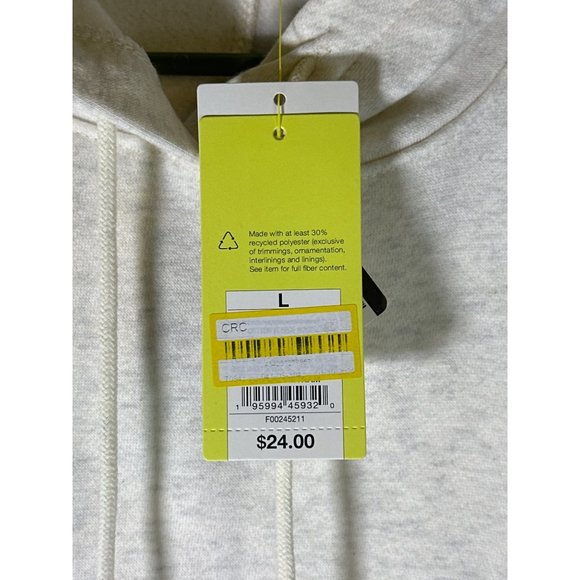 Made with at least 30%
recycled polyester (exclusive
of trimmings, ornamentation,
interlinings and linings).
See item for full fiber content.
L
CRC
1 95994 45932 0
F00245211
$24.00